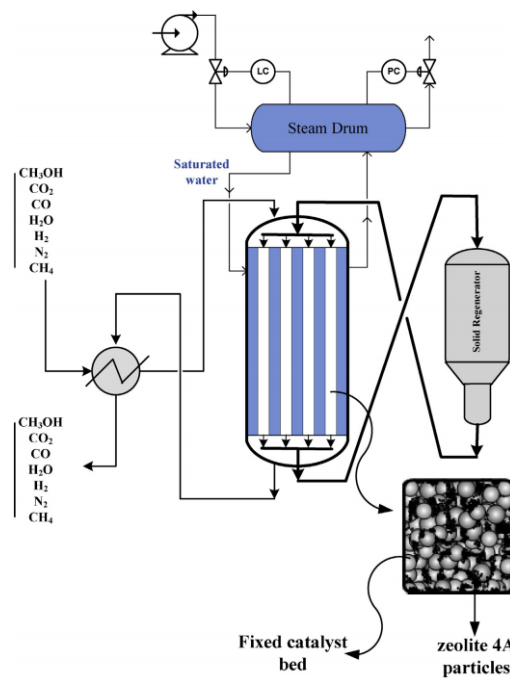 LC
PC
Steam Drum
Saturated
water
CH₃OH
CO₂
CO
H₂O
H₂
N₂
CH₄
Solid Regenerator
CH₃OH
CO₂
CO
H₂O
H₂
N₂
CH₄
Fixed catalyst
bed
zeolite 4A
particles